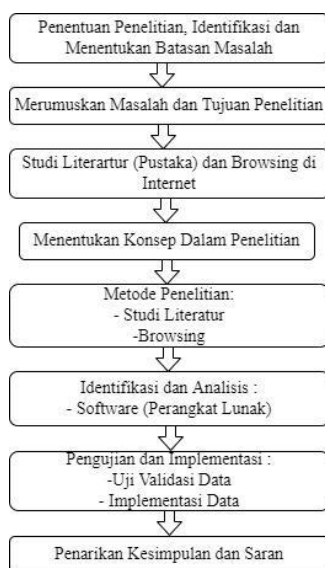 Penentuan Penelitian, Identifikasi dan
Menentukan Batasan Masalah
Merumuskan Masalah dan Tujuan Penelitian
Studi Literartur (Pustaka) dan Browsing di
Internet
Menentukan Konsep Dalam Penelitian
Metode Penelitian:
- Studi Literatur
-Browsing
Identifikasi dan Analisis :
- Software (Perangkat Lunak)
Pengujian dan Implementasi :
-Uji Validasi Data
- Implementasi Data
Penarikan Kesimpulan dan Saran